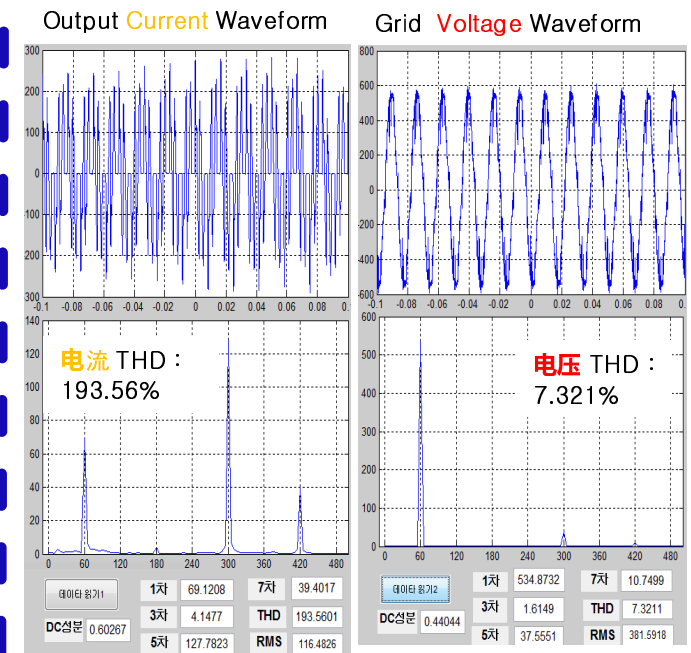 Output Current Waveform
Grid Voltage Waveform
300
200
100
0
-100
200
300
-0.1 -0.08 -0.06 -0.04 -0.02 0 0.02 0.04 0.06 0.08 0.
800
600
400
200
0
-200
-400
-600
-0.1 -0.08 -0.06 -0.04 -0.02 0 0.02 0.04 0.06 0.08 0.
140
120
100
80
60
40
20
0
电流 THD：
193.56%
0 60 120 180 240 300 360 420 480
600
500
400
300
200
100
0
电压 THD：
7.321%
0 60 120 180 240 300 360 420 480
데이타 읽기1
DC성분 0.60267
1차 69.1208
3차 4.1477
5차 127.7823
7차 39.4017
THD 193.5601
RMS 116.4826
데이타 읽기2
DC성분 0.44044
1차 534.8732
3차 1.6149
5차 37.5551
7차 10.7499
THD 7.3211
RMS 381.5918